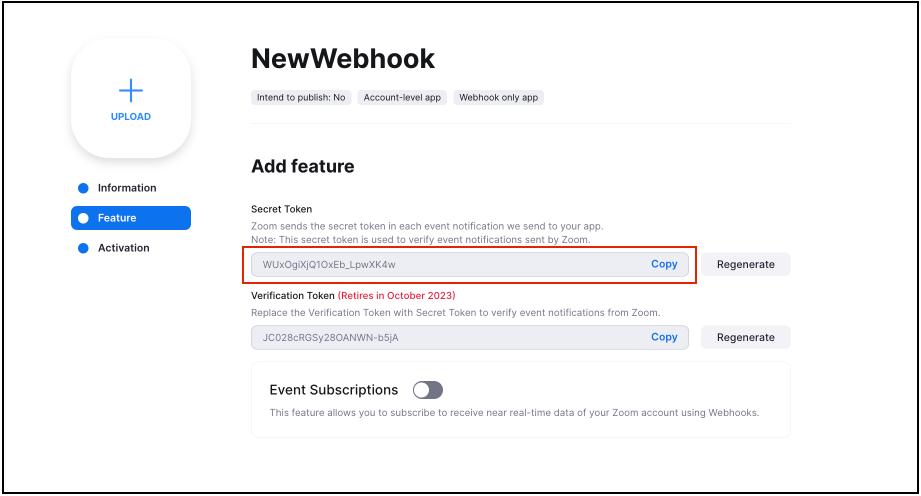 NewWebhook
Intend to publish: No Account-level app Webhook only app
UPLOAD
Information
Feature
Activation
Add feature
Secret Token
Zoom sends the secret token in each event notification we send to your app.
Note: This secret token is used to verify event notifications sent by Zoom.
WUxOgiXjQ1OxEb_LpwXK4w Copy Regenerate
Verification Token (Retires in October 2023)
Replace the Verification Token with Secret Token to verify event notifications from Zoom.
JC028cRGSy28OANWN-b5jA Copy Regenerate
Event Subscriptions
This feature allows you to subscribe to receive near real-time data of your Zoom account using Webhooks.